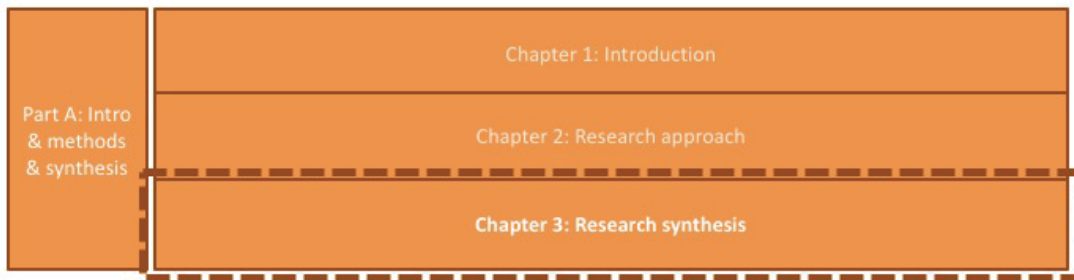 Part A: Intro
& methods
& synthesis
Chapter 1: Introduction
Chapter 2: Research approach
Chapter 3: Research synthesis